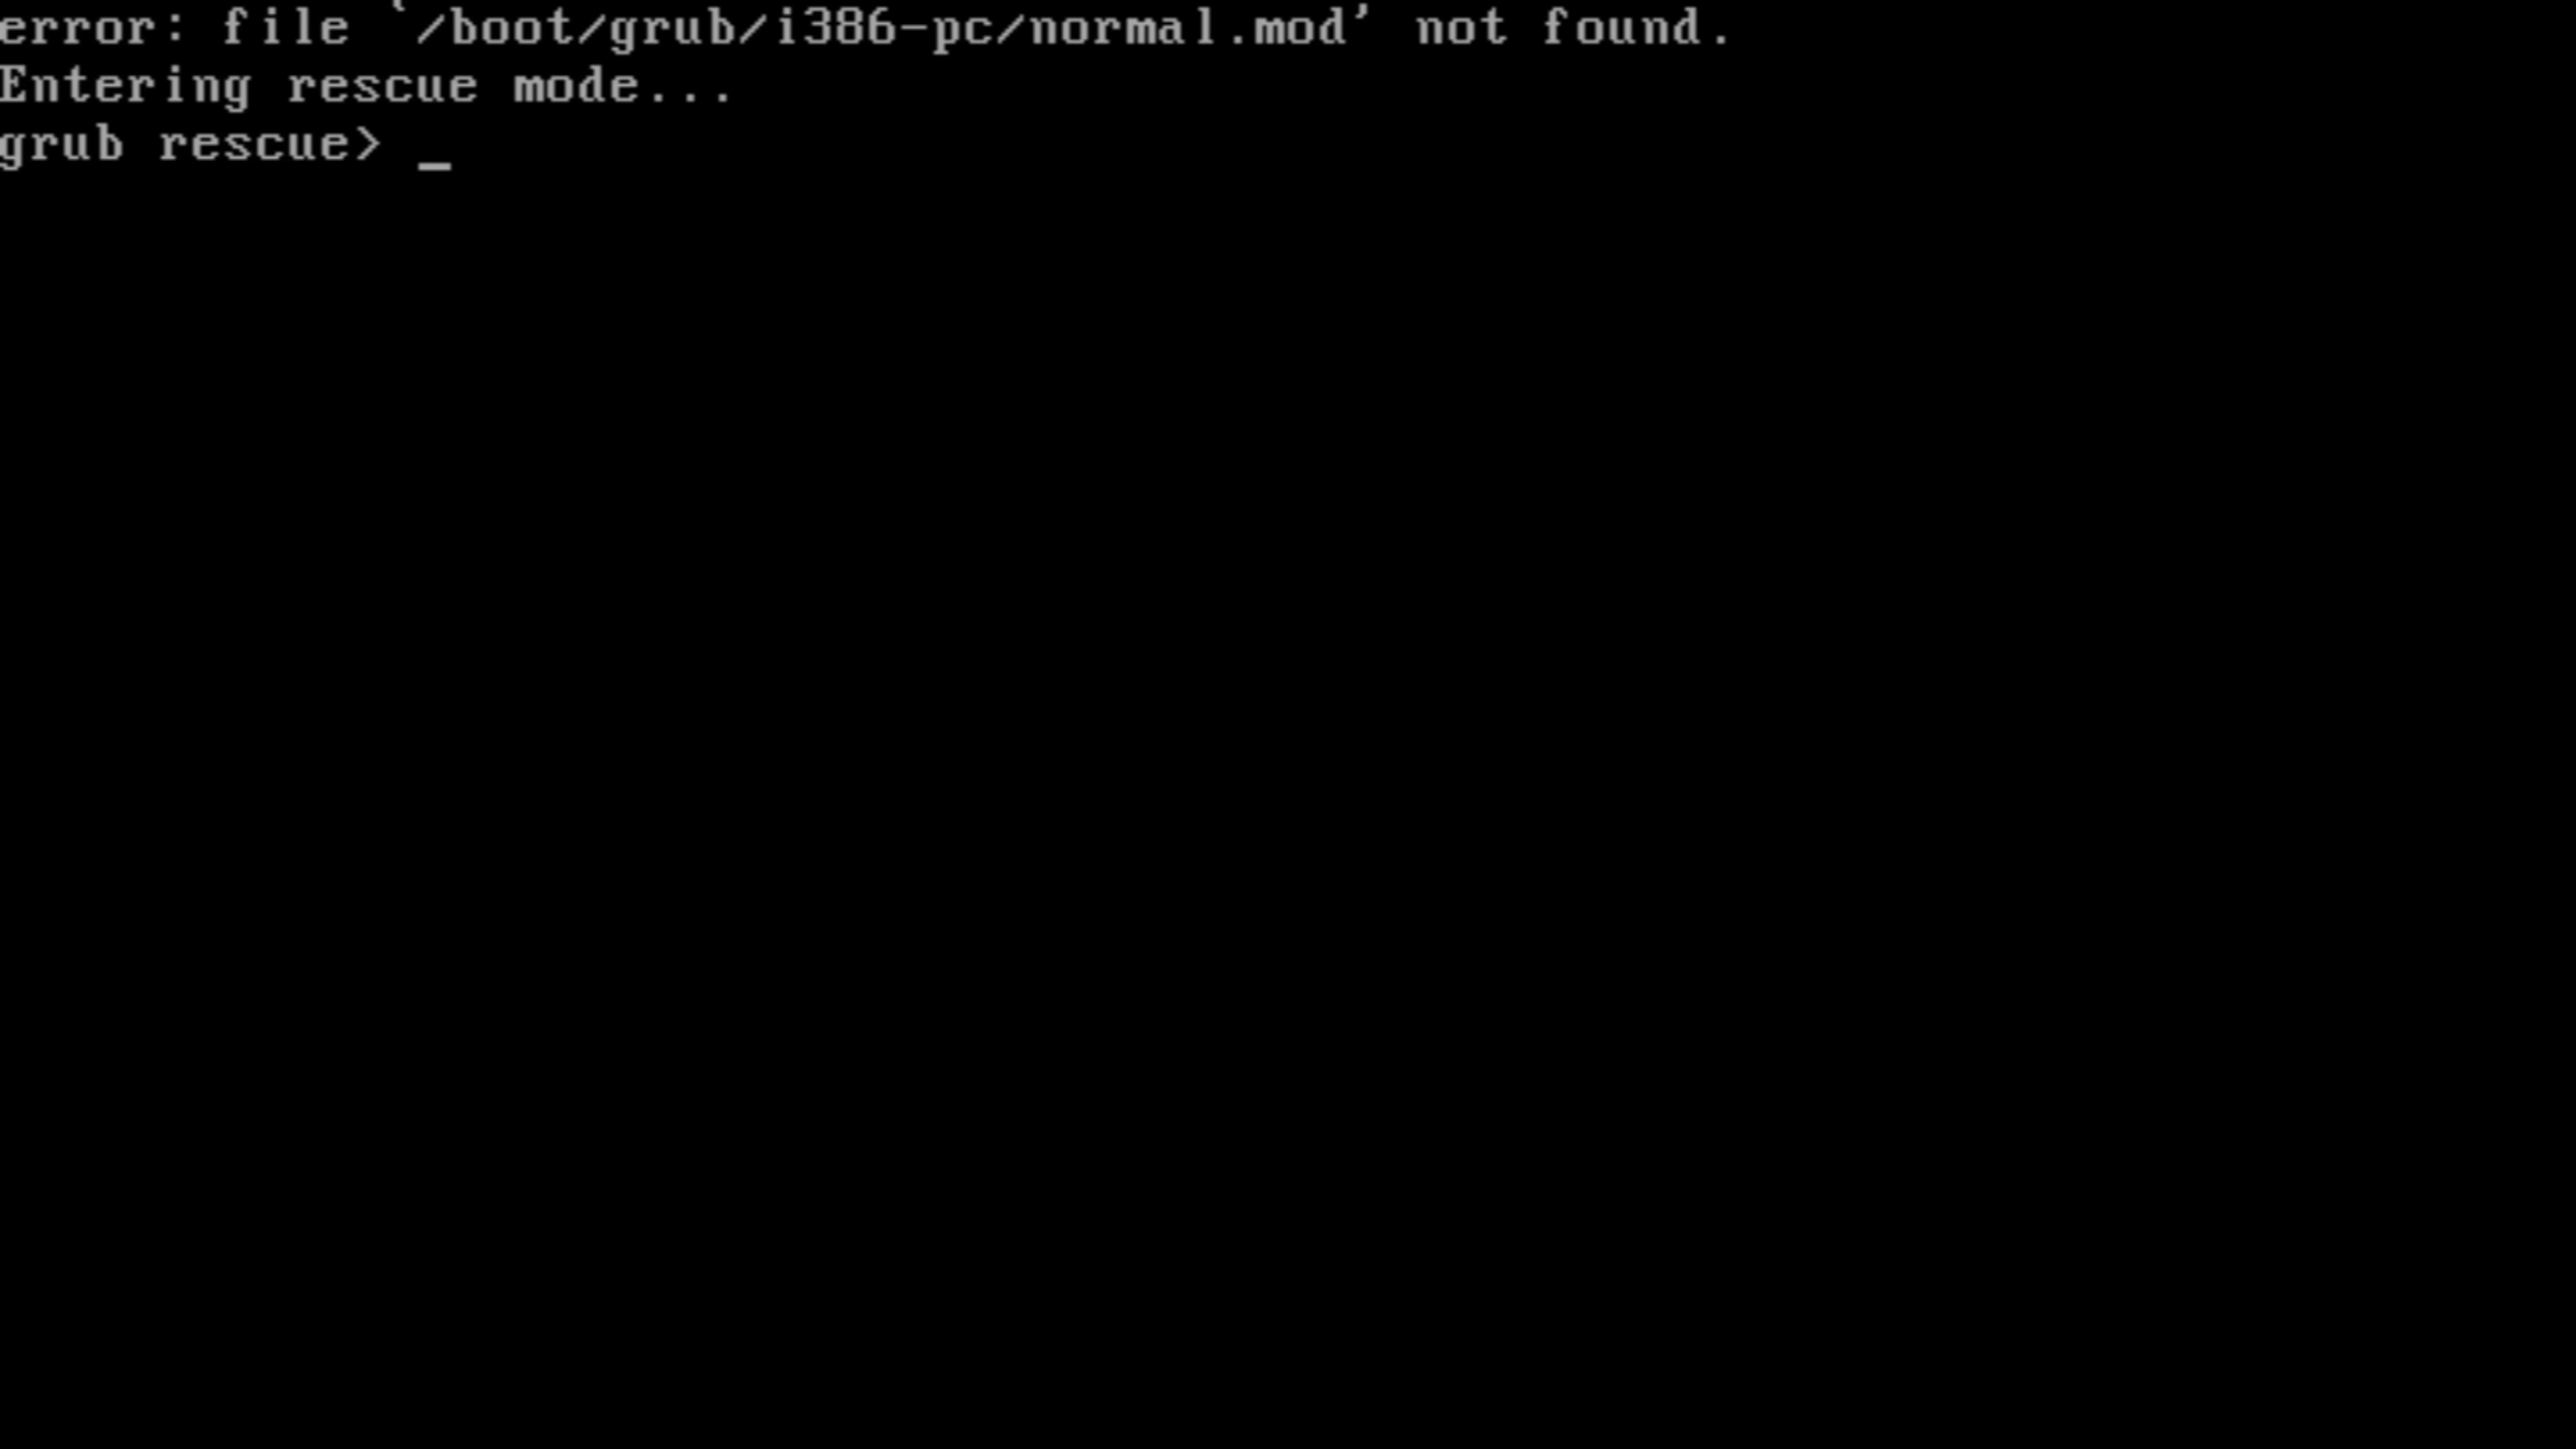 error: file `/boot/grub/i386-pc/normal.mod' not found.
Entering rescue mode...
grub rescue> _